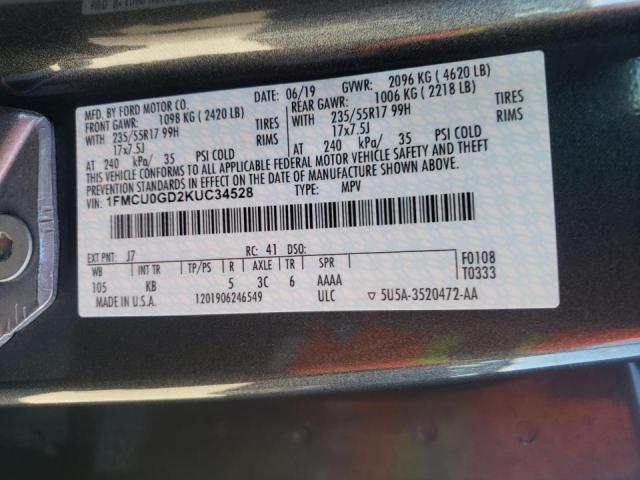 MFD. BY FORD MOTOR CO.
DATE: 06/19 GVWR: 2096 KG ( 4620 LB)
FRONT GAWR: 1098 KG ( 2420 LB)
REAR GAWR: 1006 KG ( 2218 LB)
WITH 235/55R17 99H TIRES
WITH 235/55R17 99H TIRES
17x7.5J RIMS
17x7.5J RIMS
AT 240 kPa/ 35 PSI COLD
AT 240 kPa/ 35 PSI COLD
THIS VEHICLE CONFORMS TO ALL APPLICABLE FEDERAL MOTOR VEHICLE SAFETY AND THEFT
PREVENTION STANDARDS IN EFFECT ON THE DATE OF MANUFACTURE SHOWN ABOVE.
VIN: 1FMCU0GD2KUC34528
TYPE: MPV
EXT PNT: J7 RC: 41 DSO:
WB INT TR TP/PS R AXLE TR SPR
105 KB 5 3C 6 AAAA
F0108
T0333
MADE IN U.S.A. 1201906246549 ULC ▽ 5U5A-3520472-AA